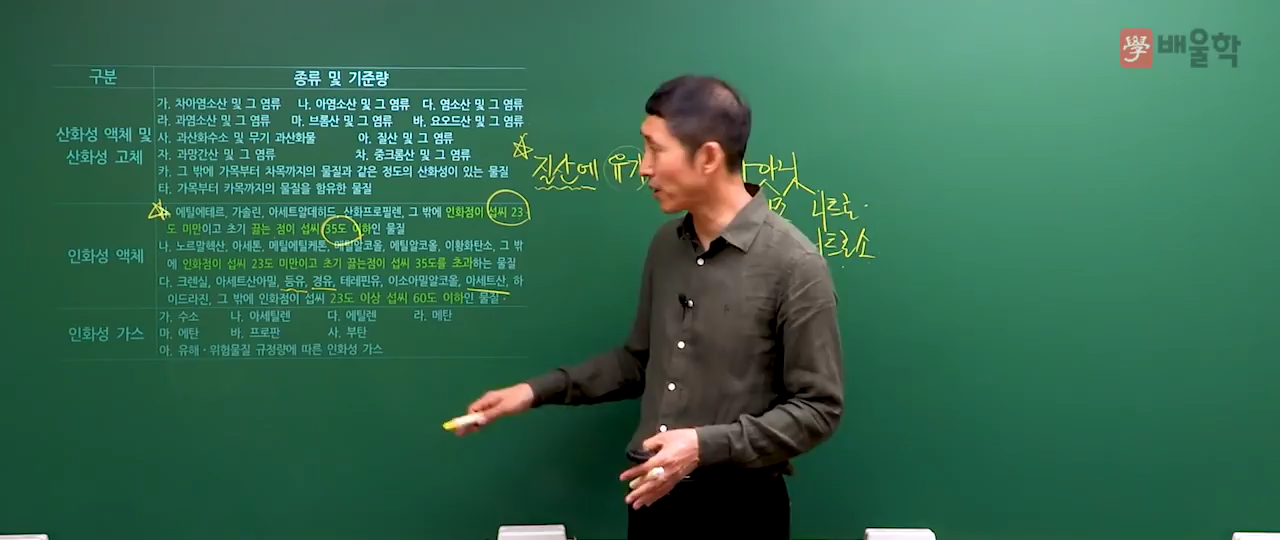 學 배울학
구분 종류 및 기준량
산화성 액체 및 산화성 고체
가. 차아염소산 및 그 염류 나. 아염소산 및 그 염류 다. 염소산 및 그 염류
라. 과염소산 및 그 염류 마. 브롬산 및 그 염류 바. 요오드산 및 그 염류
사. 과산화수소 및 무기 과산화물 아. 질산 및 그 염류
자. 과망간산 및 그 염류 차. 중크롬산 및 그 염류
카. 그 밖에 가목부터 차목까지의 물질과 같은 정도의 산화성이 있는 물질
타. 가목부터 카목까지의 물질을 함유한 물질
인화성 액체
에틸에테르, 가솔린, 아세트알데히드, 산화프로필렌, 그 밖에 인화점이 섭씨 23
도 미만이고 초기 끓는 점이 섭씨 35도 이하인 물질
나. 노르말헥산, 아세톤, 메틸에틸케톤, 메틸알코올, 에틸알코올, 이황화탄소, 그 밖
에 인화점이 섭씨 23도 미만이고 초기 끓는점이 섭씨 35도를 초과하는 물질
다. 크렌실, 아세트산아밀, 등유, 경유, 테레핀유, 이소아밀알코올, 아세트산, 하
이드라진, 그 밖에 인화점이 섭씨 23도 이상 섭씨 60도 이하인 물질
인화성 가스
가. 수소 나. 아세틸렌 다. 에틸렌 라. 메탄
마. 에탄 바. 프로판 사. 부탄
아. 유해·위험물질 규정량에 따른 인화성 가스
질산에 유기
니트로
니트로소